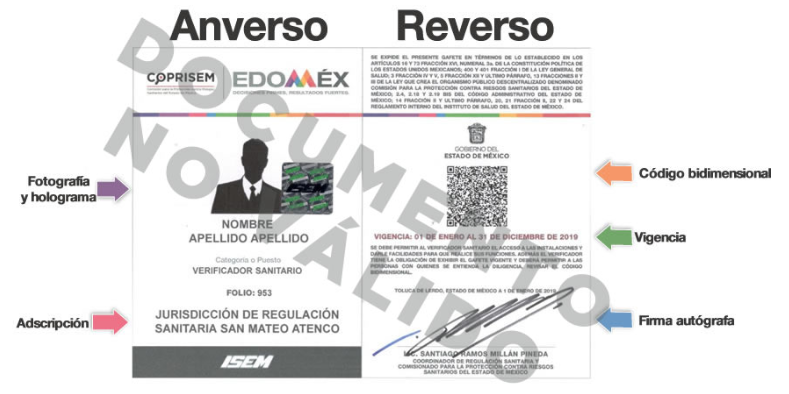 Anverso
Reverso
COPRISEM
EDOMÉX
DECISIONES FIRMES, RESULTADOS FUERTES.
SE EXPIDE EL PRESENTE GAFETE EN TÉRMINOS DE LO ESTABLECIDO EN LOS
ARTÍCULOS 16 Y 73 FRACCIÓN XVI, NUMERAL 3a. DE LA CONSTITUCIÓN POLÍTICA DE
LOS ESTADOS UNIDOS MEXICANOS; 400 Y 401 FRACCIÓN I DE LA LEY GENERAL DE
SALUD; 3 FRACCIÓN IV Y V, 5 FRACCIÓN XII Y ULTIMO PÁRRAFO, 13 FRACCIONES II Y
III DE LA LEY QUE CREA EL ORGANISMO PÚBLICO DESCENTRALIZADO DENOMINADO
COMISIÓN PARA LA PROTECCIÓN CONTRA RIESGOS SANITARIOS DEL ESTADO DE
MÉXICO; 2.4, 2.16 Y 2.19 BIS DEL CÓDIGO ADMINISTRATIVO DEL ESTADO DE
MÉXICO; 14 FRACCIÓN II Y ULTIMO PÁRRAFO, 20, 21 FRACCIÓN II, 22 Y 24 DEL
REGLAMENTO INTERNO DEL INSTITUTO DE SALUD DEL ESTADO DE MÉXICO.
GOBIERNO DEL
ESTADO DE MÉXICO
Fotografía
y holograma
ISEM
Código bidimensional
NOMBRE
APELLIDO APELLIDO
VIGENCIA: 01 DE ENERO AL 31 DE DICIEMBRE DE 2019
Vigencia
SE DEBE PERMITIR AL VERIFICADOR SANITARIO EL ACCESO A LAS INSTALACIONES Y
DARLE FACILIDADES PARA QUE REALICE SUS FUNCIONES, ADEMÁS EL VERIFICADOR
TIENE LA OBLIGACIÓN DE EXHIBIR EL GAFETE VIGENTE Y DEBERÁ PERMITIR A LAS
PERSONAS CON QUIENES SE ENTIENDA LA DILIGENCIA, REVISAR EL CÓDIGO
BIDIMENSIONAL.
Categoría o Puesto
VERIFICADOR SANITARIO
FOLIO: 953
TOLUCA DE LERDO, ESTADO DE MÉXICO A 1 DE ENERO DE 2019
Adscripción
JURISDICCIÓN DE REGULACIÓN
SANITARIA SAN MATEO ATENCO
Firma autógrafa
ISEM
LIC. SANTIAGO RAMOS MILLÁN PINEDA
COORDINADOR DE REGULACIÓN SANITARIA Y
COMISIONADO PARA LA PROTECCIÓN CONTRA RIESGOS
SANITARIOS DEL ESTADO DE MÉXICO
DOCUMENTO
NO VÁLIDO